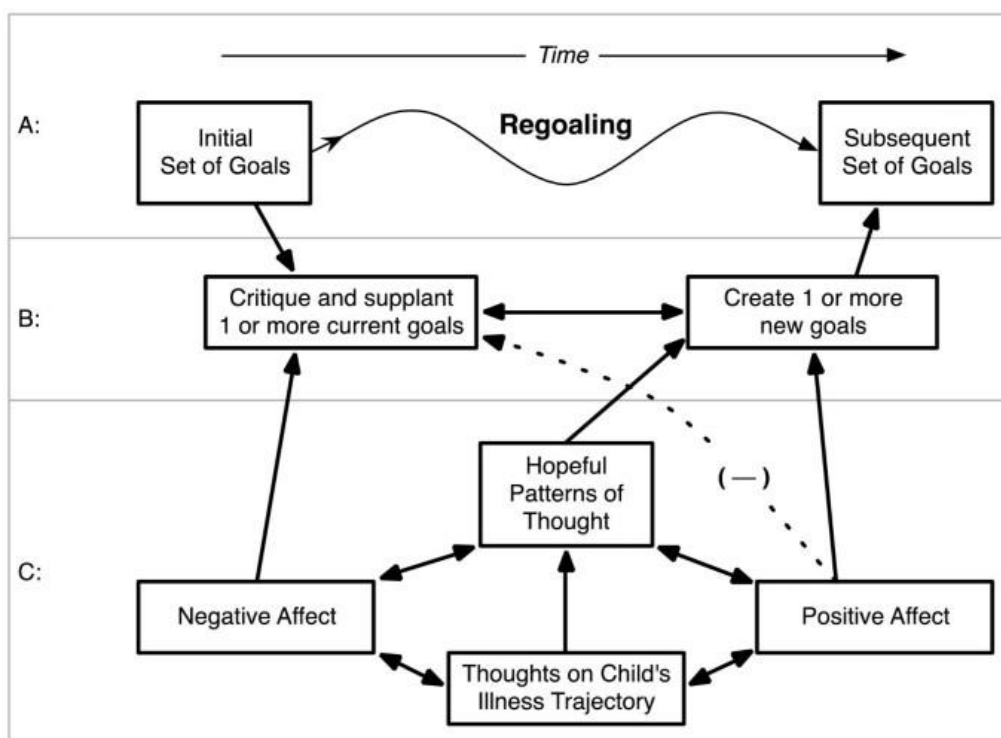 Time
A:
Initial
Set of Goals
Regoaling
Subsequent
Set of Goals
B:
Critique and supplant
1 or more current goals
Create 1 or more
new goals
C:
Hopeful
Patterns of
Thought
( — )
Negative Affect
Positive Affect
Thoughts on Child's
Illness Trajectory